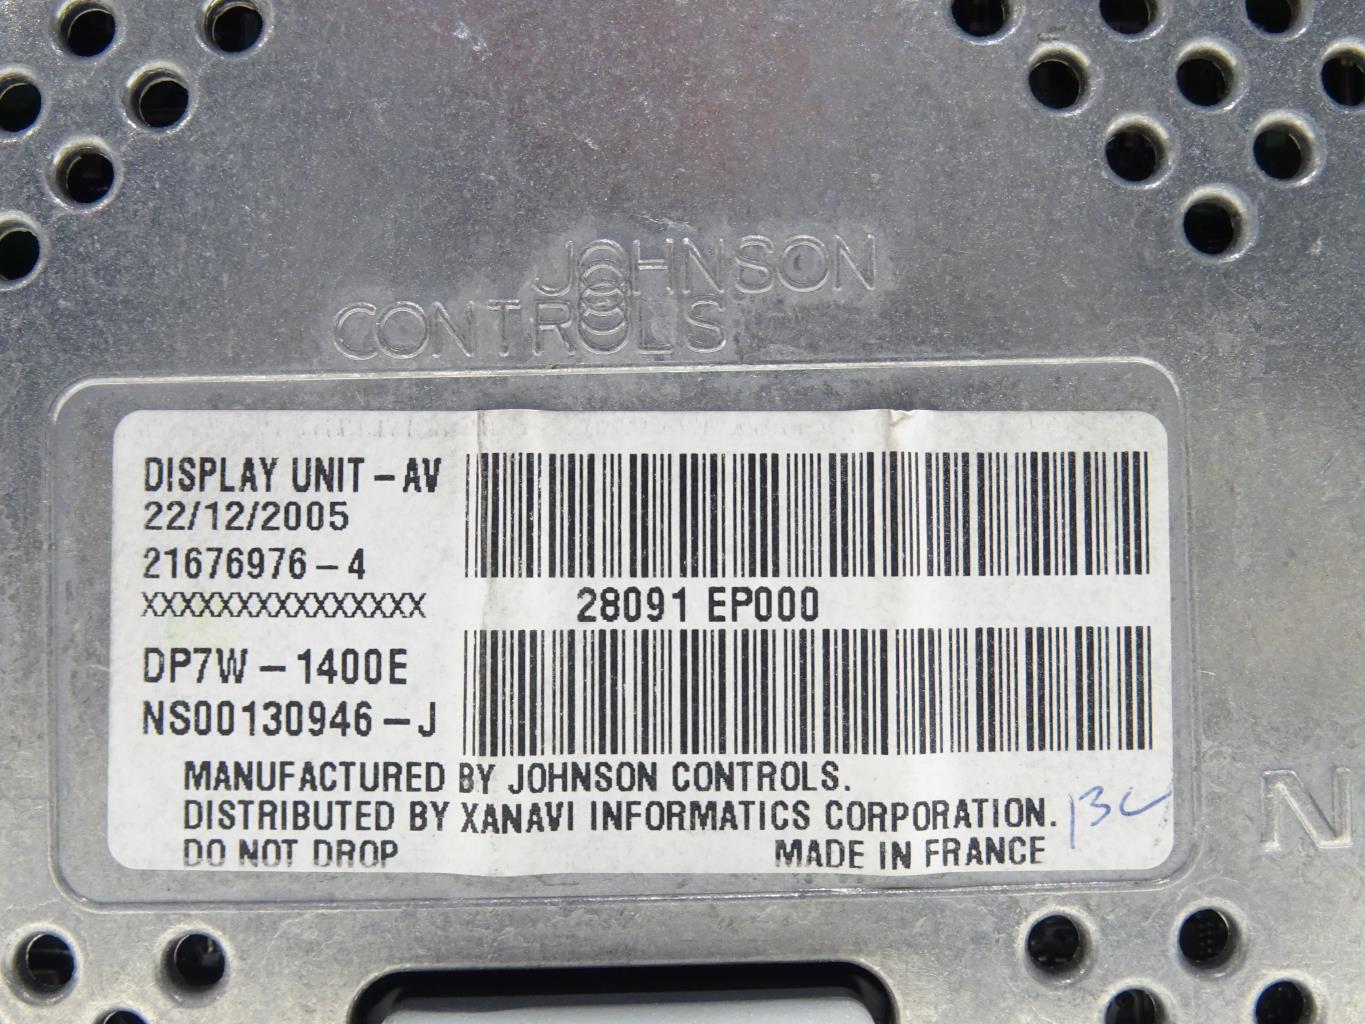 JOHNSON
CONTROLS
DISPLAY UNIT-AV
22/12/2005
21676976-4
XXXXXXXXXXXXXXX
28091 EP000
DP7W-1400E
NS00130946-J
MANUFACTURED BY JOHNSON CONTROLS.
DISTRIBUTED BY XANAVI INFORMATICS CORPORATION.
DO NOT DROP
MADE IN FRANCE
N